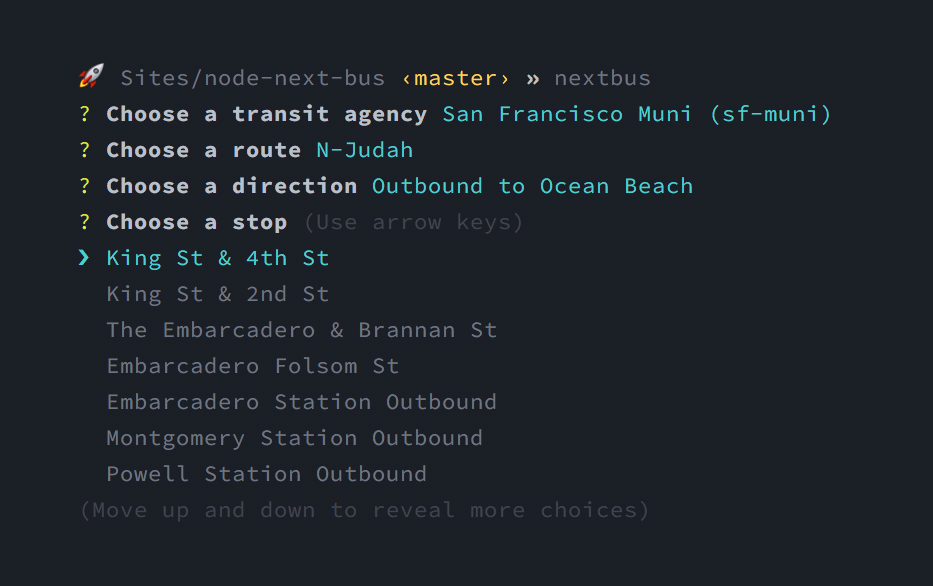 🚀 Sites/node-next-bus ‹master› » nextbus
? Choose a transit agency San Francisco Muni (sf-muni)
? Choose a route N-Judah
? Choose a direction Outbound to Ocean Beach
? Choose a stop (Use arrow keys)
❯ King St & 4th St
King St & 2nd St
The Embarcadero & Brannan St
Embarcadero Folsom St
Embarcadero Station Outbound
Montgomery Station Outbound
Powell Station Outbound
(Move up and down to reveal more choices)